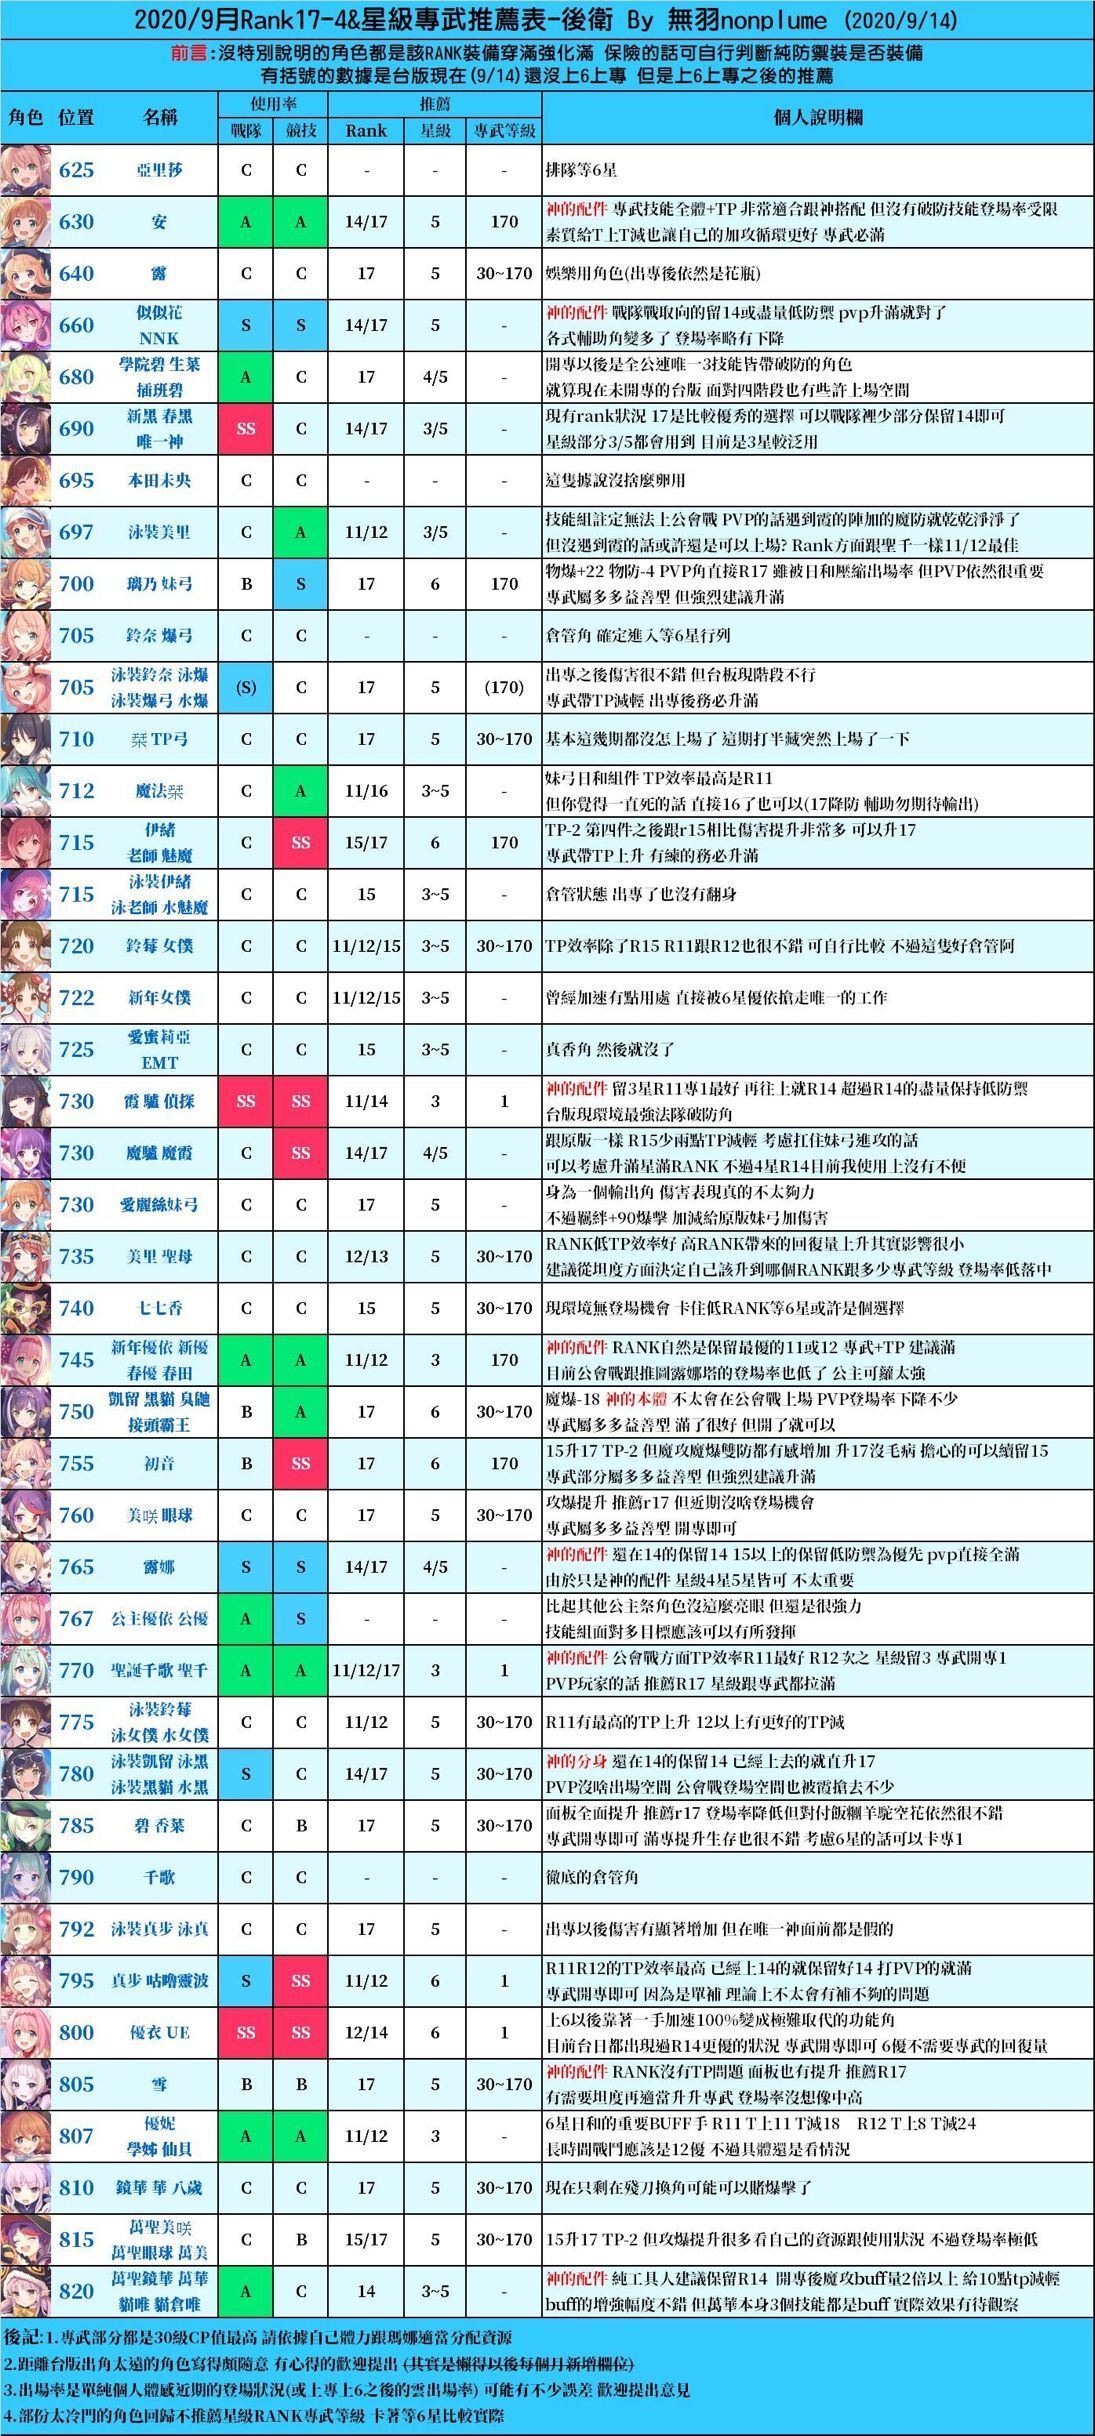 2020/9月Rank17-4&星級專武推薦表-後衛 By 無羽nonplume (2020/9/14)
前言:沒特別說明的角色都是該RANK裝備穿滿強化滿 保險的話可自行判斷純防禦裝是否裝備
有括號的數據是台版現在(9/14)還沒上6上專 但是上6上專之後的推薦
角色 位置 名稱 使用率 推薦 個人說明欄
戰隊 競技 Rank 星級 專武等級
625 亞里莎 C C - - - 排隊等6星
630 安 A A 14/17 5 170 神的配件 專武技能全體+TP 非常適合跟神搭配 但沒有破防技能登場率受限
素質給T上T減也讓自己的加攻循環更好 專武必滿
640 露 C C 17 5 30~170 娛樂用角色(出專後依然是花瓶)
660 似似花 NNK S S 14/17 5 - 神的配件 戰隊戰取向的留14或盡量低防禦 pvp升滿就對了
各式輔助角變多了 登場率略有下降
680 學院碧 生菜 插班碧 A C 17 4/5 - 開專以後是全公連唯一3技能皆帶破防的角色
就算現在未開專的台版 面對四階段也有些許上場空間
690 新黑 春黑 唯一神 SS C 14/17 3/5 - 現有rank狀況 17是比較優秀的選擇 可以戰隊裡少部分保留14即可
星級部分3/5都會用到 目前是3星較泛用
695 本田未央 C C - - - 這隻據說沒捨麼卵用
697 泳裝美里 C A 11/12 3/5 - 技能組註定無法上公會戰 PVP的話遇到霞的陣加的魔防就乾乾淨淨了
但沒遇到霞的話或許還是可以上場? Rank方面跟聖千一樣11/12最佳
700 璃乃 妹弓 B S 17 6 170 物爆+22 物防-4 PVP角直接R17 雖被日和壓縮出場率 但PVP依然很重要
專武屬多多益善型 但強烈建議升滿
705 鈴奈 爆弓 C C - - - 倉管角 確定進入等6星行列
705 泳裝鈴奈 泳爆 泳裝爆弓 水爆 (S) C 17 5 (170) 出專之後傷害很不錯 但台板現階段不行
專武帶TP減輕 出專後務必升滿
710 栞 TP弓 C C 17 5 30~170 基本這幾期都沒怎上場了 這期打半藏突然上場了一下
712 魔法栞 C A 11/16 3~5 - 妹弓日和組件 TP效率最高是R11
但你覺得一直死的話 直接16了也可以(17降防 輔助勿期待輸出)
715 伊緒 老師 魅魔 C SS 15/17 6 170 TP-2 第四件之後跟r15相比傷害提升非常多 可以升17
專武帶TP上升 有練的務必升滿
715 泳裝伊緒 泳老師 水魅魔 C C 15 3~5 - 倉管狀態 出專了也沒有翻身
720 鈴莓 女僕 C C 11/12/15 3~5 30~170 TP效率除了R15 R11跟R12也很不錯 可自行比較 不過這隻好倉管阿
722 新年女僕 C C 11/12/15 3~5 - 曾經加速有點用處 直接被6星優依搶走唯一的工作
725 愛蜜莉亞 EMT C C 15 3~5 - 真香角 然後就沒了
730 霞 驢 偵探 SS SS 11/14 3 1 神的配件 留3星R11專1最好 再往上就R14 超過R14的盡量保持低防禦
台版現環境最強法隊破防角
730 魔驢 魔霞 C SS 14/17 4/5 - 跟原版一樣 R15少兩點TP減輕 考慮扛住妹弓進攻的話
可以考慮升滿星滿RANK 不過4星R14目前我使用上沒有不便
730 愛麗絲妹弓 C C 17 5 - 身為一個輸出角 傷害表現真的不太夠力
不過羈絆+90爆擊 加減給原版妹弓加傷害
735 美里 聖母 C C 12/13 5 30~170 RANK低TP效率好 高RANK帶來的回復量上升其實影響很小
建議從坦度方面決定自己該升到哪個RANK跟多少專武等級 登場率低落中
740 七七香 C C 15 5 30~170 現環境無登場機會 卡住低RANK等6星或許是個選擇
745 新年優依 新優 春優 春田 A A 11/12 3 170 神的配件 RANK自然是保留最優的11或12 專武+TP 建議滿
目前公會戰跟推圖露娜塔的登場率也低了 公主可蘿太強
750 凱留 黑貓 臭鼬 接頭霸王 B A 17 6 30~170 魔爆-18 神的本體 不太會在公會戰上場 PVP登場率下降不少
專武屬多多益善型 滿了很好 但開了就可以
755 初音 B SS 17 6 170 15升17 TP-2 但魔攻魔爆雙防都有感增加 升17沒毛病 擔心的可以續留15
專武部分屬多多益善型 但強烈建議升滿
760 美咲 眼球 C C 17 5 30~170 攻爆提升 推薦r17 但近期沒啥登場機會
專武屬多多益善型 開專即可
765 露娜 S S 14/17 4/5 - 神的配件 還在14的保留14 15以上的保留低防禦為優先 pvp直接全滿
由於只是神的配件 星級4星5星皆可 不太重要
767 公主優依 公優 A S - - - 比起其他公主祭角色沒這麼亮眼 但還是很強力
技能組面對多目標應該可以有所發揮
770 聖誕千歌 聖千 A A 11/12/17 3 1 神的配件 公會戰方面TP效率R11最好 R12次之 星級留3 專武開專1
PVP玩家的話 推薦R17 星級跟專武都拉滿
775 泳裝鈴莓 泳女僕 水女僕 C C 11/12 5 30~170 R11有最高的TP上升 12以上有更好的TP減
780 泳裝凱留 泳黑 泳裝黑貓 水黑 S C 14/17 5 30~170 神的分身 還在14的保留14 已經上去的就直升17
PVP沒啥出場空間 公會戰登場空間也被霞搶去不少
785 碧 香菜 C B 17 5 30~170 面板全面提升 推薦r17 登場率降低但對付飯糰羊駝空花依然很不錯
專武開專即可 滿專提升生存也很不錯 考慮6星的話可以卡專1
790 千歌 C C - - - 徹底的倉管角
792 泳裝真步 泳真 C C 17 5 - 出專以後傷害有顯著增加 但在唯一神面前都是假的
795 真步 咕嚕靈波 S SS 11/12 6 1 R11R12的TP效率最高 已經上14的就保留好14 打PVP的就滿
專武開專即可 因為是單補 理論上不太會有補不夠的問題
800 優衣 UE SS SS 12/14 6 1 上6以後靠著一手加速100%變成極難取代的功能角
目前台日都出現過R14更優的狀況 專武開專即可 6優不需要專武的回復量
805 雪 B B 17 5 30~170 神的配件 RANK沒有TP問題 面板也有提升 推薦R17
有需要坦度再適當升升專武 登場率沒想像中高
807 優妮 學姊 仙貝 A A 11/12 3 - 6星日和的重要BUFF手 R11 T上11 T減18 R12 T上8 T減24
長時間戰鬥應該是12優 不過具體還是看情況
810 鏡華 華 八歲 C C 17 5 30~170 現在只剩在殘刀換角可能可以賭爆擊了
815 萬聖美咲 萬聖眼球 萬美 C B 15/17 5 30~170 15升17 TP-2 但攻爆提升很多看自己的資源跟使用狀況 不過登場率極低
820 萬聖鏡華 萬華 貓唯 貓倉唯 A C 14 3~5 - 神的配件 純工具人建議保留R14 開專後魔攻buff量2倍以上 給10點tp減輕
buff的增強幅度不錯 但萬華本身3個技能都是buff 實際效果有待觀察
後記:1.專武部分都是30級CP值最高 請依據自己體力跟瑪娜適當分配資源
2.距離台版出角太遠的角色寫得頗隨意 有心得的歡迎提出 (其實是懶得以後每個月新增欄位)
3.出場率是單純個人體感近期的登場狀況(或上專上6之後的雲出場率) 可能有不少誤差 歡迎提出意見
4.部份太冷門的角色回歸不推薦星級RANK專武等級 卡著等6星比較實際